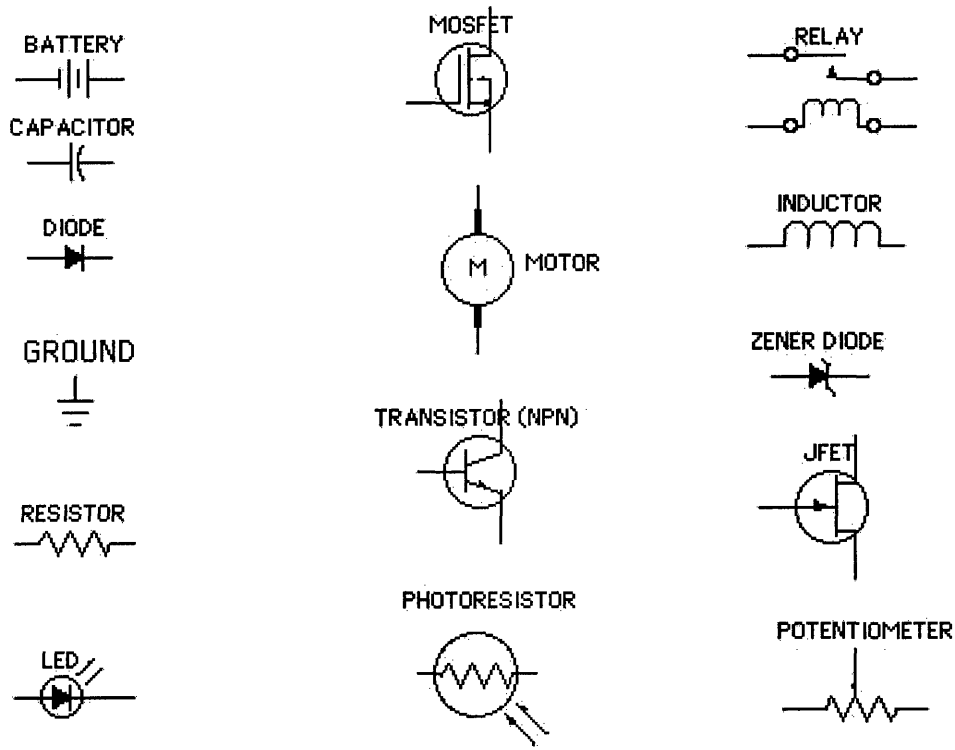 BATTERY
CAPACITOR
DIODE
GROUND
RESISTOR
LED
MOSFET
M
MOTOR
TRANSISTOR (NPN)
PHOTORESISTOR
RELAY
INDUCTOR
ZENER DIODE
JFET
POTENTIOMETER